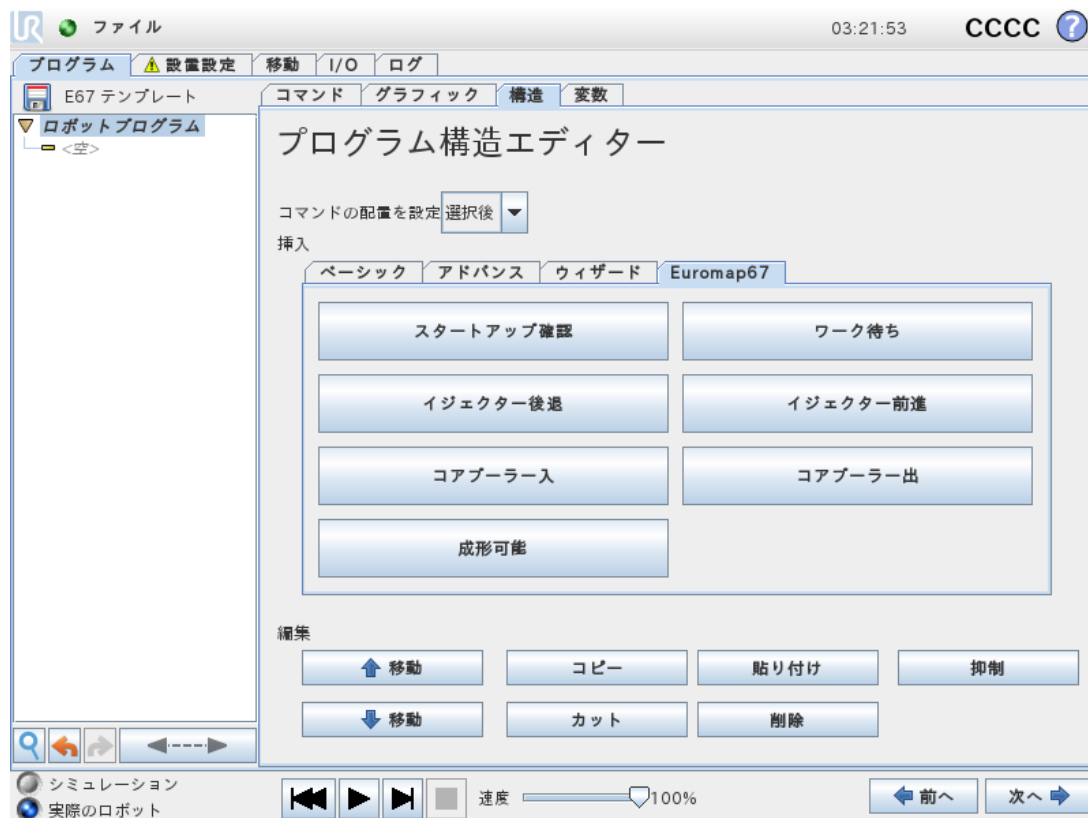 UR ファイル 03:21:53 CCCC ?
プログラム 設置設定 移動 I/O ログ
E67 テンプレート
コマンド グラフィック 構造 変数
ロボットプログラム
<空>
プログラム構造エディター
コマンドの配置を設定 選択後
挿入
ベーシック アドバンス ウィザード Euromap67
スタートアップ確認 ワーク待ち
イジェクター後退 イジェクター前進
コアプーラー入 コアプーラー出
成形可能
編集
移動 コピー 貼り付け 抑制
移動 カット 削除
シミュレーション
実際のロボット
速度 100% 前へ 次へ